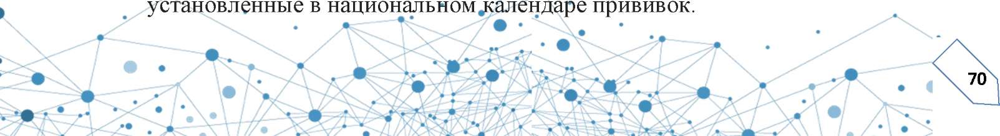 установленные в национальном календаре прививок.
70